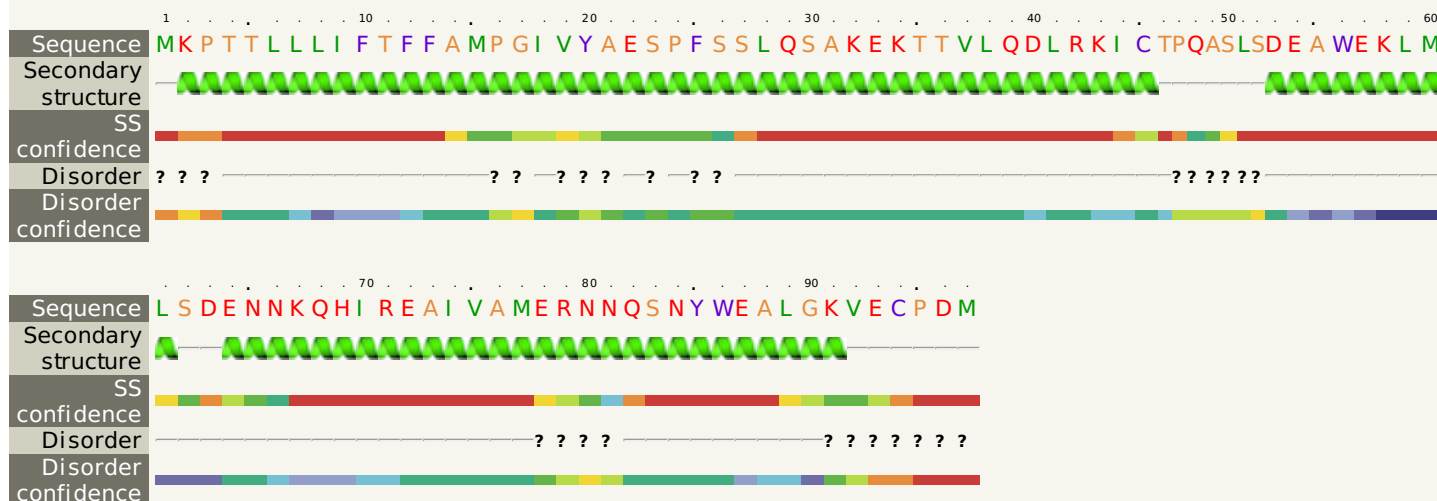 1 10 20 30 40 50 60
Sequence MKPTTLLLIFTFFAMPGIVYAESPFSSLQSAKEKTTVLQDLRKICTPQASLSDEAWEKLM
Secondary
structure
SS
confidence
Disorder ? ? ? ? ? ? ? ? ? ? ? ? ? ? ? ? ?
Disorder
confidence
70 80 90
Sequence LSDENNKQHIREAIVAMERNNQSNYWEALGKVECPDM
Secondary
structure
SS
confidence
Disorder ? ? ? ? ? ? ? ? ? ? ?
Disorder
confidence